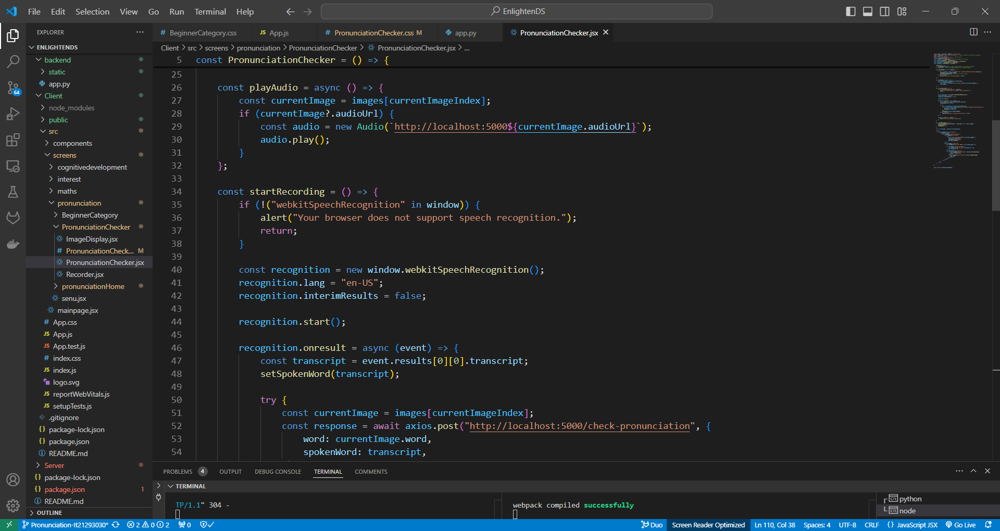 File Edit Selection View Go Run Terminal Help
EnlightenDS
EXPLORER
ENLIGHTENDS
backend
static
app.py
Client
node_modules
public
src
components
screens
cognitivedevelopment
interest
maths
pronunciation
BeginnerCategory
PronunciationChecker
ImageDisplay.jsx
PronunciationCheck... M
PronunciationChecker.jsx
Recorder.jsx
pronunciationHome
senu.jsx
mainpage.jsx
App.css
App.js
App.test.js
index.css
index.js
logo.svg
reportWebVitals.js
setupTests.js
.gitignore
package-lock.json
package.json
README.md
Server
package-lock.json
package.json 1
README.md
OUTLINE
64
BeginnerCategory.css App.js PronunciationChecker.css M app.py PronunciationChecker.jsx
Client > src > screens > pronunciation > PronunciationChecker > PronunciationChecker.jsx > ...
5 const PronunciationChecker = () => {
25
26 const playAudio = async () => {
27 const currentImage = images[currentImageIndex];
28 if (currentImage?.audioUrl) {
29 const audio = new Audio(`http://localhost:5000${currentImage.audioUrl}`);
30 audio.play();
31 }
32 };
33
34 const startRecording = () => {
35 if (!("webkitSpeechRecognition" in window)) {
36 alert("Your browser does not support speech recognition.");
37 return;
38 }
39
40 const recognition = new window.webkitSpeechRecognition();
41 recognition.lang = "en-US";
42 recognition.interimResults = false;
43
44 recognition.start();
45
46 recognition.onresult = async (event) => {
47 const transcript = event.results[0][0].transcript;
48 setSpokenWord(transcript);
49
50 try {
51 const currentImage = images[currentImageIndex];
52 const response = await axios.post("http://localhost:5000/check-pronunciation", {
53 word: currentImage.word,
54 spokenWord: transcript,
PROBLEMS 4 OUTPUT DEBUG CONSOLE TERMINAL COMMENTS
TERMINAL
TP/1.1" 304 -
webpack compiled successfully
python
node
Pronunciation-It21293030* 2 0 2 0 Duo Screen Reader Optimized Ln 110, Col 38 Spaces: 4 UTF-8 CRLF {} JavaScript JSX Go Live